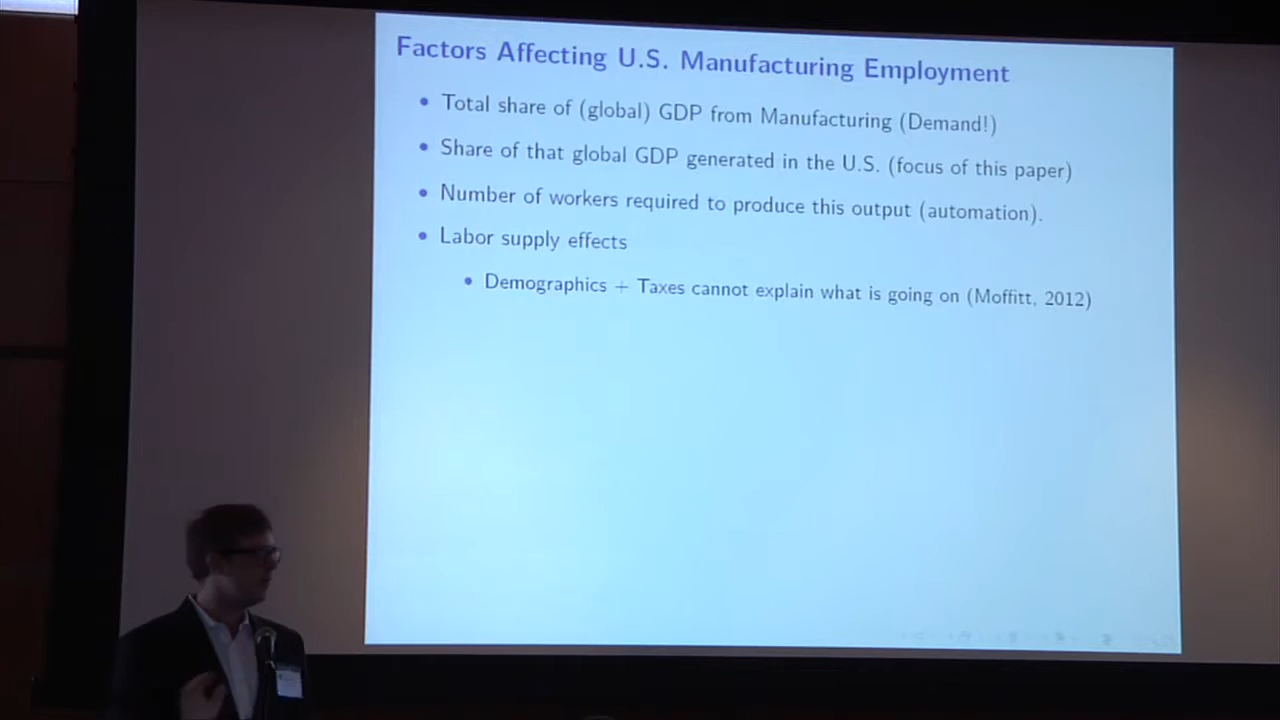 Factors Affecting U.S. Manufacturing Employment
• Total share of (global) GDP from Manufacturing (Demand!)
• Share of that global GDP generated in the U.S. (focus of this paper)
• Number of workers required to produce this output (automation).
• Labor supply effects
• Demographics + Taxes cannot explain what is going on (Moffitt, 2012)